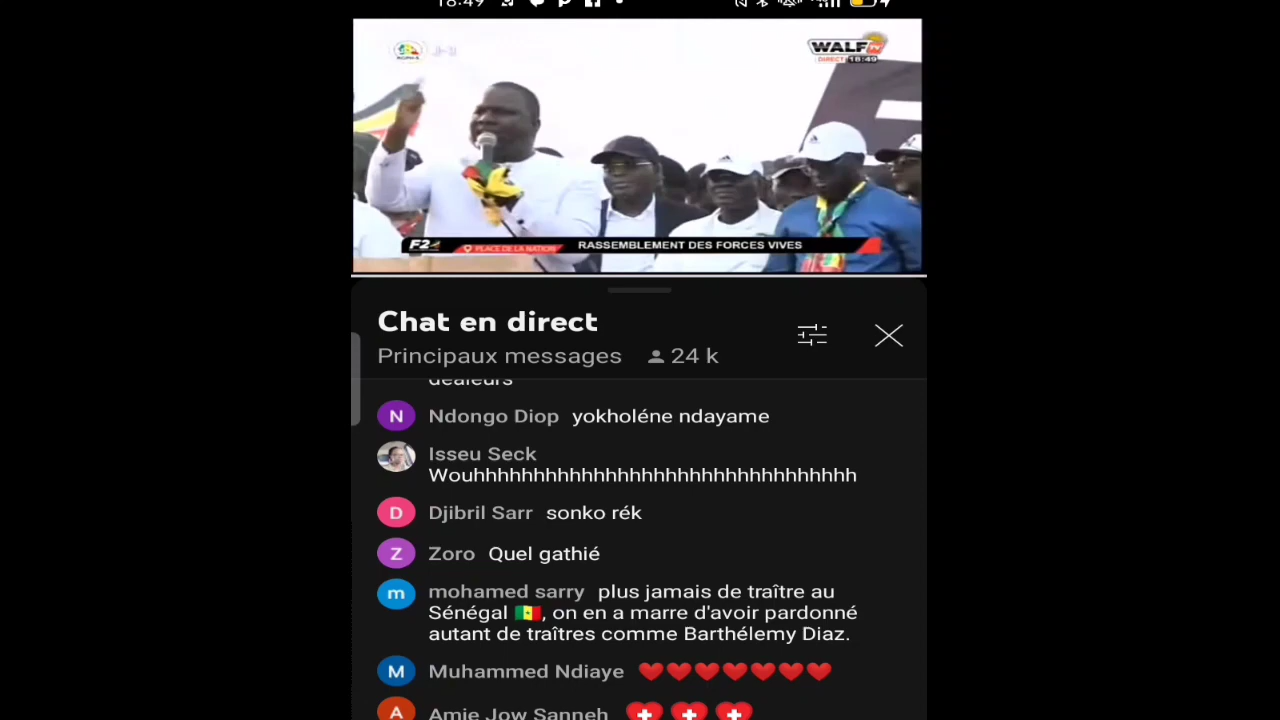 18:49
WALF
DIRECT 18:49
F24 PLACE DE LA NATION RASSEMBLEMENT DES FORCES VIVES
Chat en direct
Principaux messages 24 k
dealeurs
N Ndongo Diop yokholéne ndayame
Isseu Seck
Wouhhhhhhhhhhhhhhhhhhhhhhhhhhhhhhhh
D Djibril Sarr sonko rék
Z Zoro Quel gathié
m mohamed sarry plus jamais de traître au
Sénégal 🇸🇳, on en a marre d'avoir pardonné
autant de traîtres comme Barthélemy Diaz.
M Muhammed Ndiaye ❤️❤️❤️❤️❤️❤️❤️
A Amie Jow Sanneh